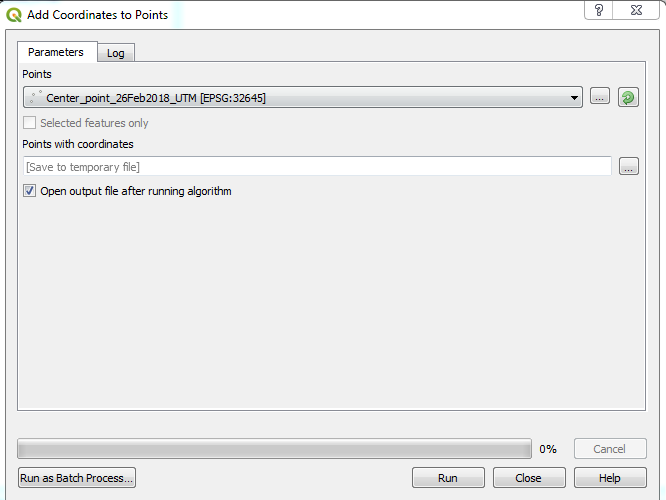 Add Coordinates to Points
?
Parameters
Log
Points
Center_point_26Feb2018_UTM [EPSG:32645]
...
Selected features only
Points with coordinates
[Save to temporary file]
...
Open output file after running algorithm
0%
Cancel
Run as Batch Process...
Run
Close
Help